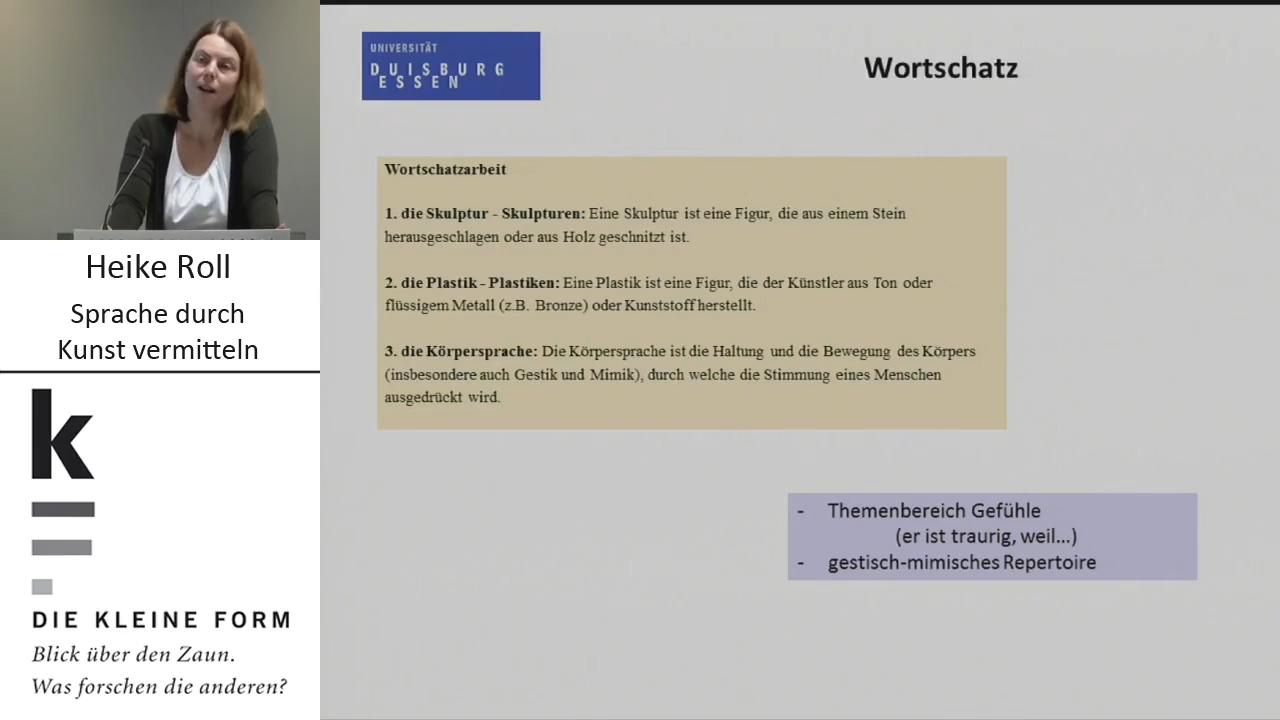 UNIVERSITÄT
DUISBURG
ESSEN
Wortschatz
Wortschatzarbeit
1. die Skulptur - Skulpturen: Eine Skulptur ist eine Figur, die aus einem Stein
herausgeschlagen oder aus Holz geschnitzt ist.
2. die Plastik - Plastiken: Eine Plastik ist eine Figur, die der Künstler aus Ton oder
flüssigem Metall (z.B. Bronze) oder Kunststoff herstellt.
3. die Körpersprache: Die Körpersprache ist die Haltung und die Bewegung des Körpers
(insbesondere auch Gestik und Mimik), durch welche die Stimmung eines Menschen
ausgedrückt wird.
- Themenbereich Gefühle
(er ist traurig, weil...)
- gestisch-mimisches Repertoire
Heike Roll
Sprache durch
Kunst vermitteln
k
DIE KLEINE FORM
Blick über den Zaun.
Was forschen die anderen?